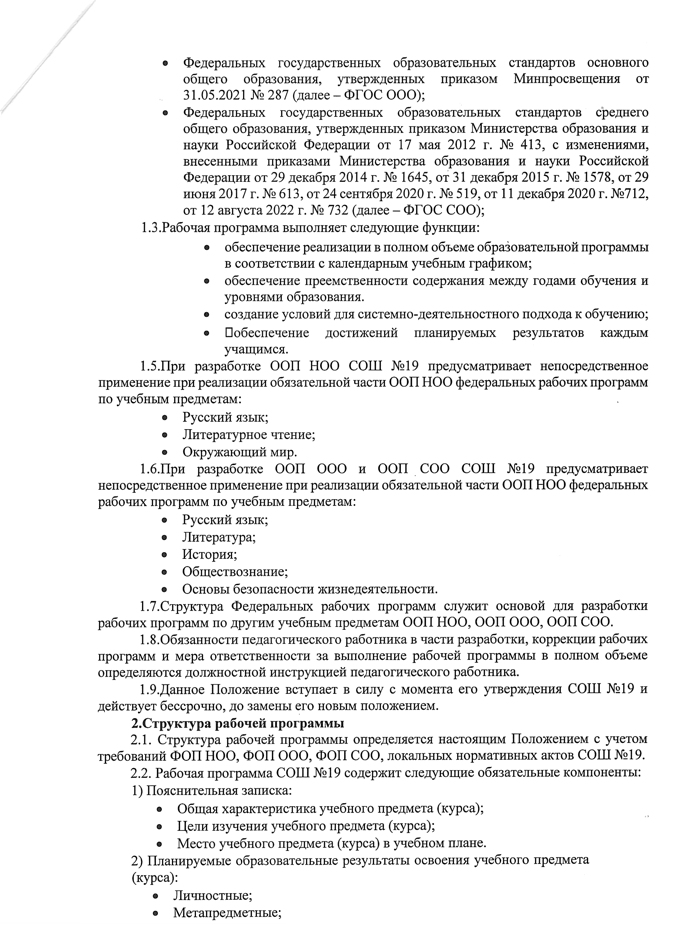 • Федеральных государственных образовательных стандартов основного
общего образования, утвержденных приказом Минпросвещения от
31.05.2021 № 287 (далее – ФГОС ООО);
• Федеральных государственных образовательных стандартов среднего
общего образования, утвержденных приказом Министерства образования и
науки Российской Федерации от 17 мая 2012 г. № 413, с изменениями,
внесенными приказами Министерства образования и науки Российской
Федерации от 29 декабря 2014 г. № 1645, от 31 декабря 2015 г. № 1578, от 29
июня 2017 г. № 613, от 24 сентября 2020 г. № 519, от 11 декабря 2020 г. №712,
от 12 августа 2022 г. № 732 (далее – ФГОС СОО);
1.3.Рабочая программа выполняет следующие функции:
• обеспечение реализации в полном объеме образовательной программы
в соответствии с календарным учебным графиком;
• обеспечение преемственности содержания между годами обучения и
уровнями образования.
• создание условий для системно-деятельностного подхода к обучению;
• □обеспечение достижений планируемых результатов каждым
учащимся.
1.5.При разработке ООП НОО СОШ №19 предусматривает непосредственное
применение при реализации обязательной части ООП НОО федеральных рабочих программ
по учебным предметам:
• Русский язык;
• Литературное чтение;
• Окружающий мир.
1.6.При разработке ООП ООО и ООП СОО СОШ №19 предусматривает
непосредственное применение при реализации обязательной части ООП НОО федеральных
рабочих программ по учебным предметам:
• Русский язык;
• Литература;
• История;
• Обществознание;
• Основы безопасности жизнедеятельности.
1.7.Структура Федеральных рабочих программ служит основой для разработки
рабочих программ по другим учебным предметам ООП НОО, ООП ООО, ООП СОО.
1.8.Обязанности педагогического работника в части разработки, коррекции рабочих
программ и мера ответственности за выполнение рабочей программы в полном объеме
определяются должностной инструкцией педагогического работника.
1.9.Данное Положение вступает в силу с момента его утверждения СОШ №19 и
действует бессрочно, до замены его новым положением.
2.Структура рабочей программы
2.1. Структура рабочей программы определяется настоящим Положением с учетом
требований ФОП НОО, ФОП ООО, ФОП СОО, локальных нормативных актов СОШ №19.
2.2. Рабочая программа СОШ №19 содержит следующие обязательные компоненты:
1) Пояснительная записка:
• Общая характеристика учебного предмета (курса);
• Цели изучения учебного предмета (курса);
• Место учебного предмета (курса) в учебном плане.
2) Планируемые образовательные результаты освоения учебного предмета
(курса):
• Личностные;
• Метапредметные;